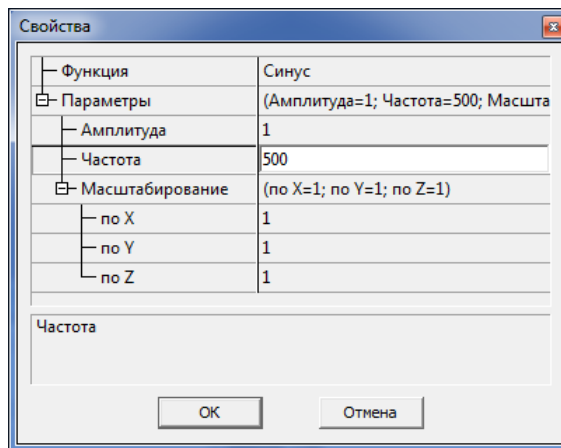 Свойства
Функция Синус
Параметры (Амплитуда=1; Частота=500; Масшта
Амплитуда 1
Частота 500
Масштабирование (по X=1; по Y=1; по Z=1)
по X 1
по Y 1
по Z 1
Частота
ОК Отмена